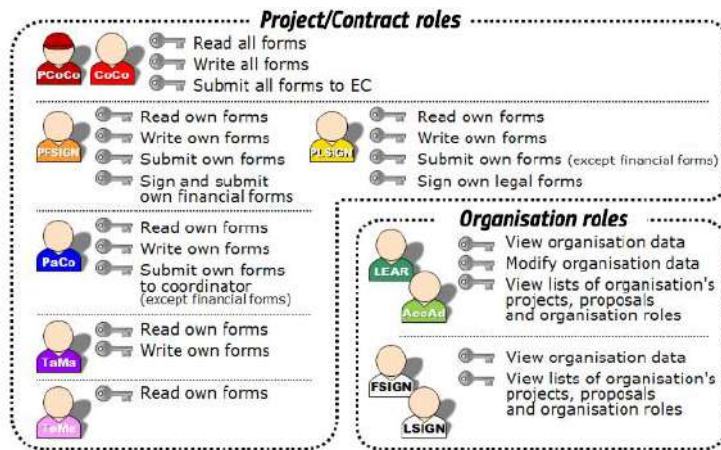 Project/Contract roles
PCoCo
CoCo
Read all forms
Write all forms
Submit all forms to EC
PFSIGN
Read own forms
Write own forms
Submit own forms
Sign and submit
own financial forms
PLSIGN
Read own forms
Write own forms
Submit own forms (except financial forms)
Sign own legal forms
PaCo
Read own forms
Write own forms
Submit own forms
to coordinator
(except financial forms)
TaMa
Read own forms
Write own forms
TeMe
Read own forms
Organisation roles
LEAR
AccAd
View organisation data
Modify organisation data
View lists of organisation's
projects, proposals
and organisation roles
FSIGN
LSIGN
View organisation data
View lists of organisation's
projects, proposals
and organisation roles